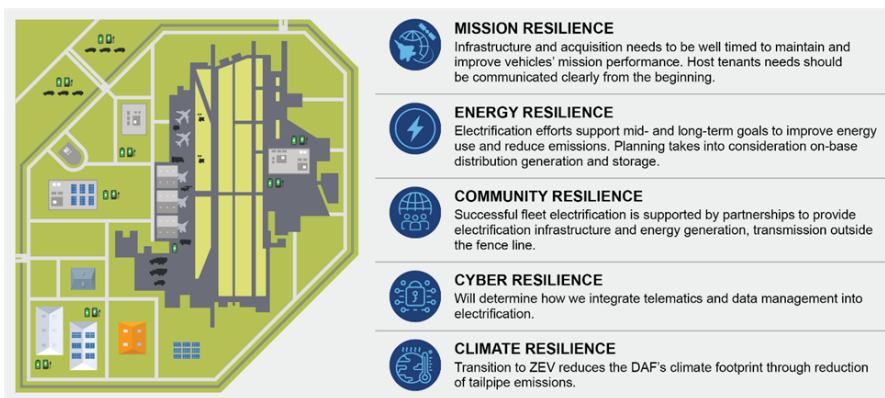 MISSION RESILIENCE
Infrastructure and acquisition needs to be well timed to maintain and
improve vehicles' mission performance. Host tenants needs should
be communicated clearly from the beginning.
ENERGY RESILIENCE
Electrification efforts support mid- and long-term goals to improve energy
use and reduce emissions. Planning takes into consideration on-base
distribution generation and storage.
COMMUNITY RESILIENCE
Successful fleet electrification is supported by partnerships to provide
electrification infrastructure and energy generation, transmission outside
the fence line.
CYBER RESILIENCE
Will determine how we integrate telematics and data management into
electrification.
CLIMATE RESILIENCE
Transition to ZEV reduces the DAF's climate footprint through reduction
of tailpipe emissions.